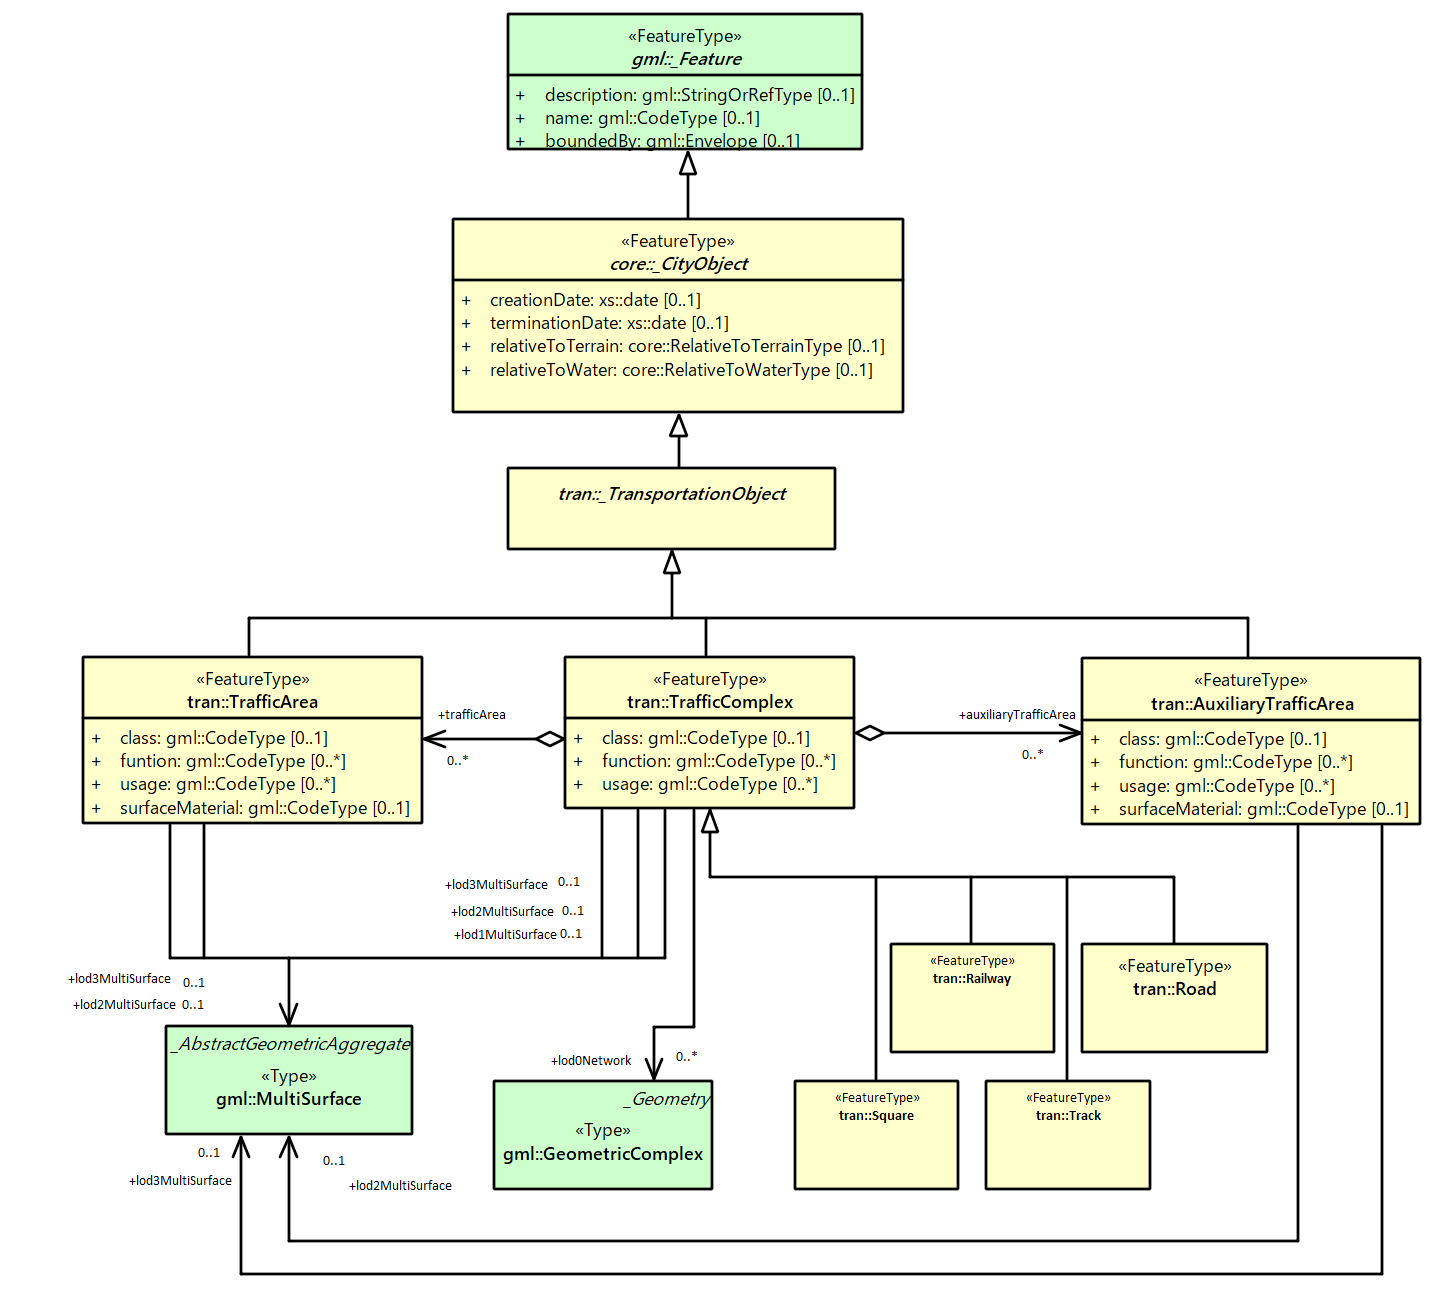 «FeatureType»
gml::_Feature
+ description: gml::StringOrRefType [0..1]
+ name: gml::CodeType [0..1]
+ boundedBy: gml::Envelope [0..1]
«FeatureType»
core::_CityObject
+ creationDate: xs::date [0..1]
+ terminationDate: xs::date [0..1]
+ relativeToTerrain: core::RelativeToTerrainType [0..1]
+ relativeToWater: core::RelativeToWaterType [0..1]
tran::_TransportationObject
«FeatureType»
tran::TrafficArea
+ class: gml::CodeType [0..1]
+ funtion: gml::CodeType [0..*]
+ usage: gml::CodeType [0..*]
+ surfaceMaterial: gml::CodeType [0..1]
+trafficArea
0..*
«FeatureType»
tran::TrafficComplex
+ class: gml::CodeType [0..1]
+ function: gml::CodeType [0..*]
+ usage: gml::CodeType [0..*]
+auxiliaryTrafficArea
0..*
«FeatureType»
tran::AuxiliaryTrafficArea
+ class: gml::CodeType [0..1]
+ function: gml::CodeType [0..*]
+ usage: gml::CodeType [0..*]
+ surfaceMaterial: gml::CodeType [0..1]
+lod3MultiSurface 0..1
+lod2MultiSurface 0..1
+lod1MultiSurface 0..1
+lod3MultiSurface 0..1
+lod2MultiSurface 0..1
«FeatureType»
tran::Railway
«FeatureType»
tran::Road
_AbstractGeometricAggregate
«Type»
gml::MultiSurface
+lod0Network 0..*
_Geometry
«Type»
gml::GeometricComplex
«FeatureType»
tran::Square
«FeatureType»
tran::Track
0..1
+lod3MultiSurface
0..1
+lod2MultiSurface